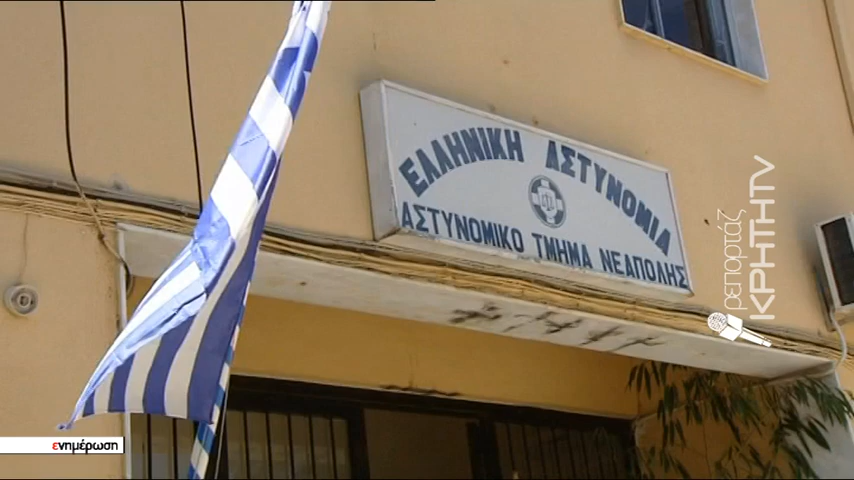 ΕΛΛΗΝΙΚΗ ΑΣΤΥΝΟΜΙΑ
ΑΣΤΥΝΟΜΙΚΟ ΤΜΗΜΑ ΝΕΑΠΟΛΗΣ
ρεπορτάζ
ΚΡΗΤΗTV
ενημέρωση